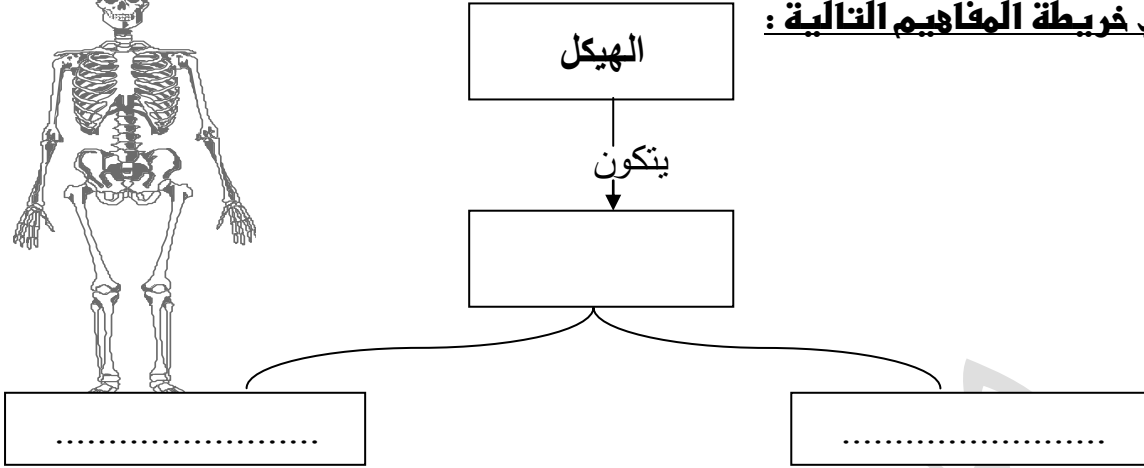 خريطة المفاهيم التالية :
الهيكل
يتكون
........................
........................